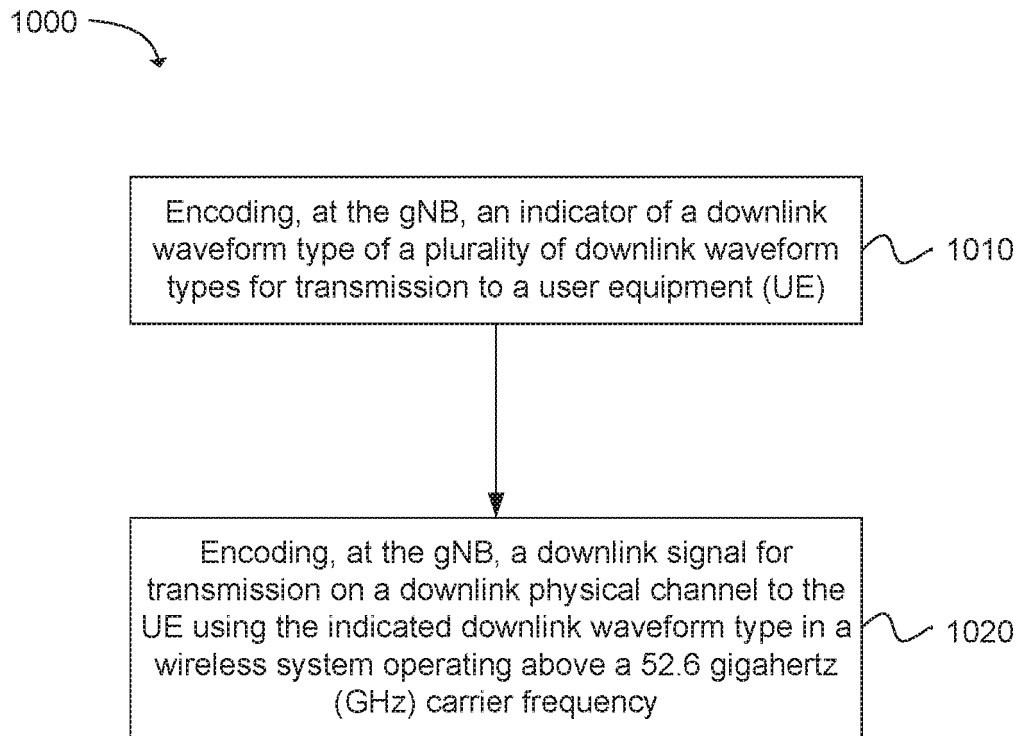 1000
Encoding, at the gNB, an indicator of a downlink
waveform type of a plurality of downlink waveform
types for transmission to a user equipment (UE)
1010
Encoding, at the gNB, a downlink signal for
transmission on a downlink physical channel to the
UE using the indicated downlink waveform type in a
wireless system operating above a 52.6 gigahertz
(GHz) carrier frequency
1020